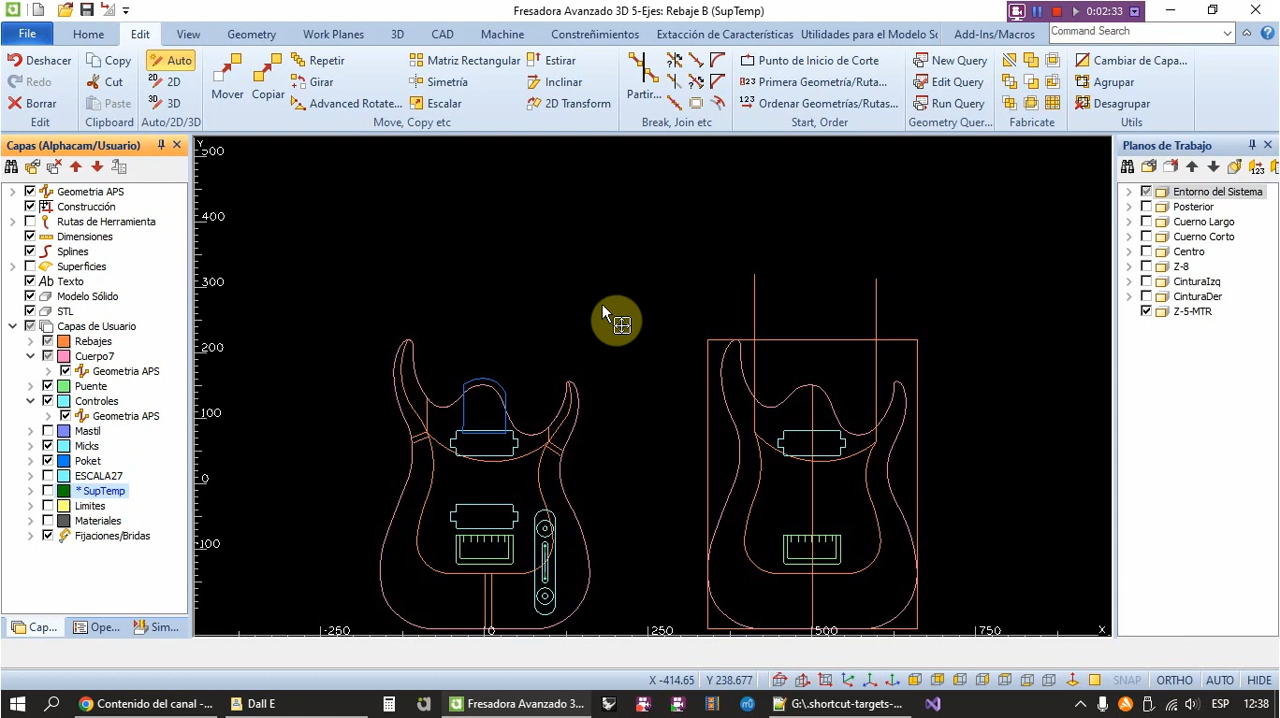 Fresadora Avanzado 3D 5-Ejes: Rebaje B (SupTemp)
00:02:33
File
Home
Edit
View
Geometry
Work Planes
3D
CAD
Machine
Constreñimientos
Extacción de Características
Utilidades para el Modelo Sc
Add-Ins/Macros
Command Search
Deshacer
Copy
Auto
Mover
Copiar
Repetir
Matriz Rectangular
Estirar
Partir...
Punto de Inicio de Corte
New Query
Cambiar de Capa...
Redo
Cut
2D
Girar
Simetría
Inclinar
Primera Geometría/Ruta...
Edit Query
Agrupar
Borrar
Paste
3D
Advanced Rotate...
Escalar
2D Transform
Ordenar Geometrías/Rutas...
Run Query
Desagrupar
Edit
Clipboard
Auto/2D/3D
Move, Copy etc
Break, Join etc
Start, Order
Geometry Quer...
Fabricate
Utils
Capas (Alphacam/Usuario)
Geometria APS
Construcción
Rutas de Herramienta
Dimensiones
Splines
Superficies
Texto
Modelo Sólido
STL
Capas de Usuario
Rebajes
Cuerpo7
Geometria APS
Puente
Controles
Geometria APS
Mastil
Micks
Poket
ESCALA27
* SupTemp
Limites
Materiales
Fijaciones/Bridas
Cap...
Ope...
Sim...
Y
500
400
300
200
100
0
-100
-250
0
250
500
750
X
Planos de Trabajo
Entorno del Sistema
Posterior
Cuerno Largo
Cuerno Corto
Centro
Z-8
CinturaIzq
CinturaDer
Z-5-MTR
X -414.65
Y 238.677
SNAP
ORTHO
AUTO
HIDE
Contenido del canal -...
Dall E
Fresadora Avanzado 3...
G:\.shortcut-targets-...
ESP
12:38